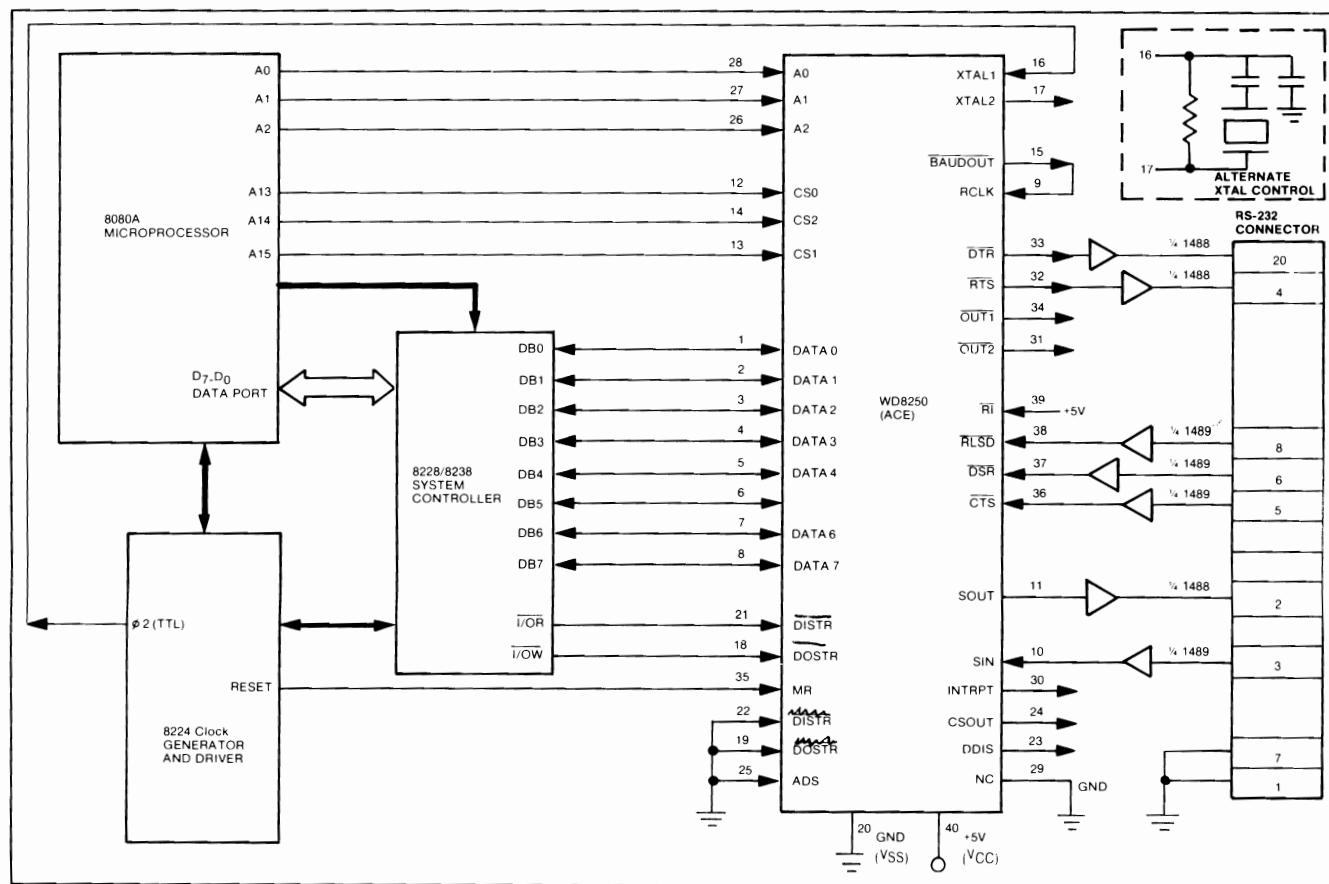 A0 28 A0
A1 27 A1
A2 26 A2
A13 12 CS0
A14 14 CS2
A15 13 CS1
8080A
MICROPROCESSOR
D7-D0
DATA PORT
DB0 1 DATA 0
DB1 2 DATA 1
DB2 3 DATA 2
DB3 4 DATA 3
DB4 5 DATA 4
DB5 6
DB6 7 DATA 6
DB7 8 DATA 7
8228/8238
SYSTEM
CONTROLLER
I/OR 21 DISTR
I/OW 18 DOSTR
φ2 (TTL)
RESET 35 MR
8224 Clock
GENERATOR
AND DRIVER
22 DISTR
19 DOSTR
25 ADS
WD8250
(ACE)
20 GND
(VSS)
40 +5V
(VCC)
XTAL1 16
XTAL2 17
BAUDOUT 15
RCLK 9
DTR 33 ¼ 1488 20
RTS 32 ¼ 1488 4
OUT1 34
OUT2 31
RI 39 +5V
RLSD 38 ¼ 1489 8
DSR 37 ¼ 1489 6
CTS 36 ¼ 1489 5
SOUT 11 ¼ 1488 2
SIN 10 ¼ 1489 3
INTRPT 30
CSOUT 24
DDIS 23
NC 29 GND
7
1
16
17
ALTERNATE
XTAL CONTROL
RS-232
CONNECTOR